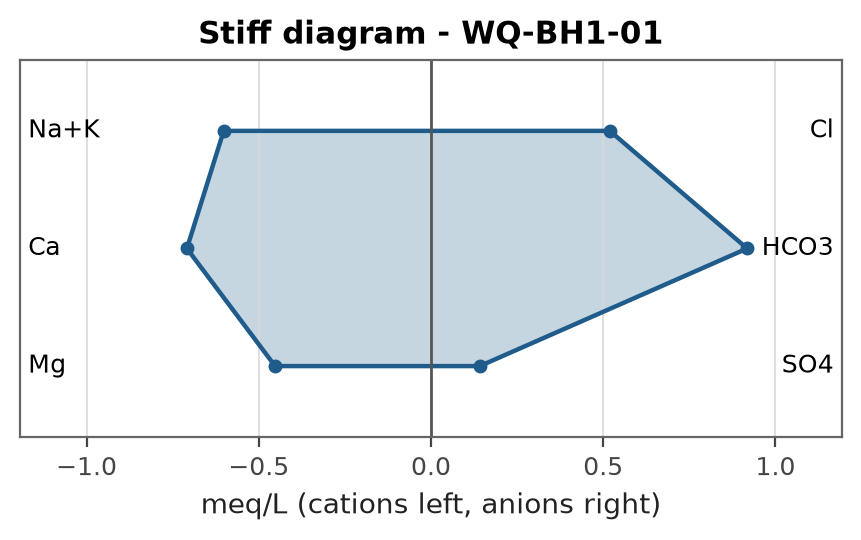 Stiff diagram - WQ-BH1-01
Na+K Cl
Ca HCO3
Mg SO4
−1.0 −0.5 0.0 0.5 1.0
meq/L (cations left, anions right)